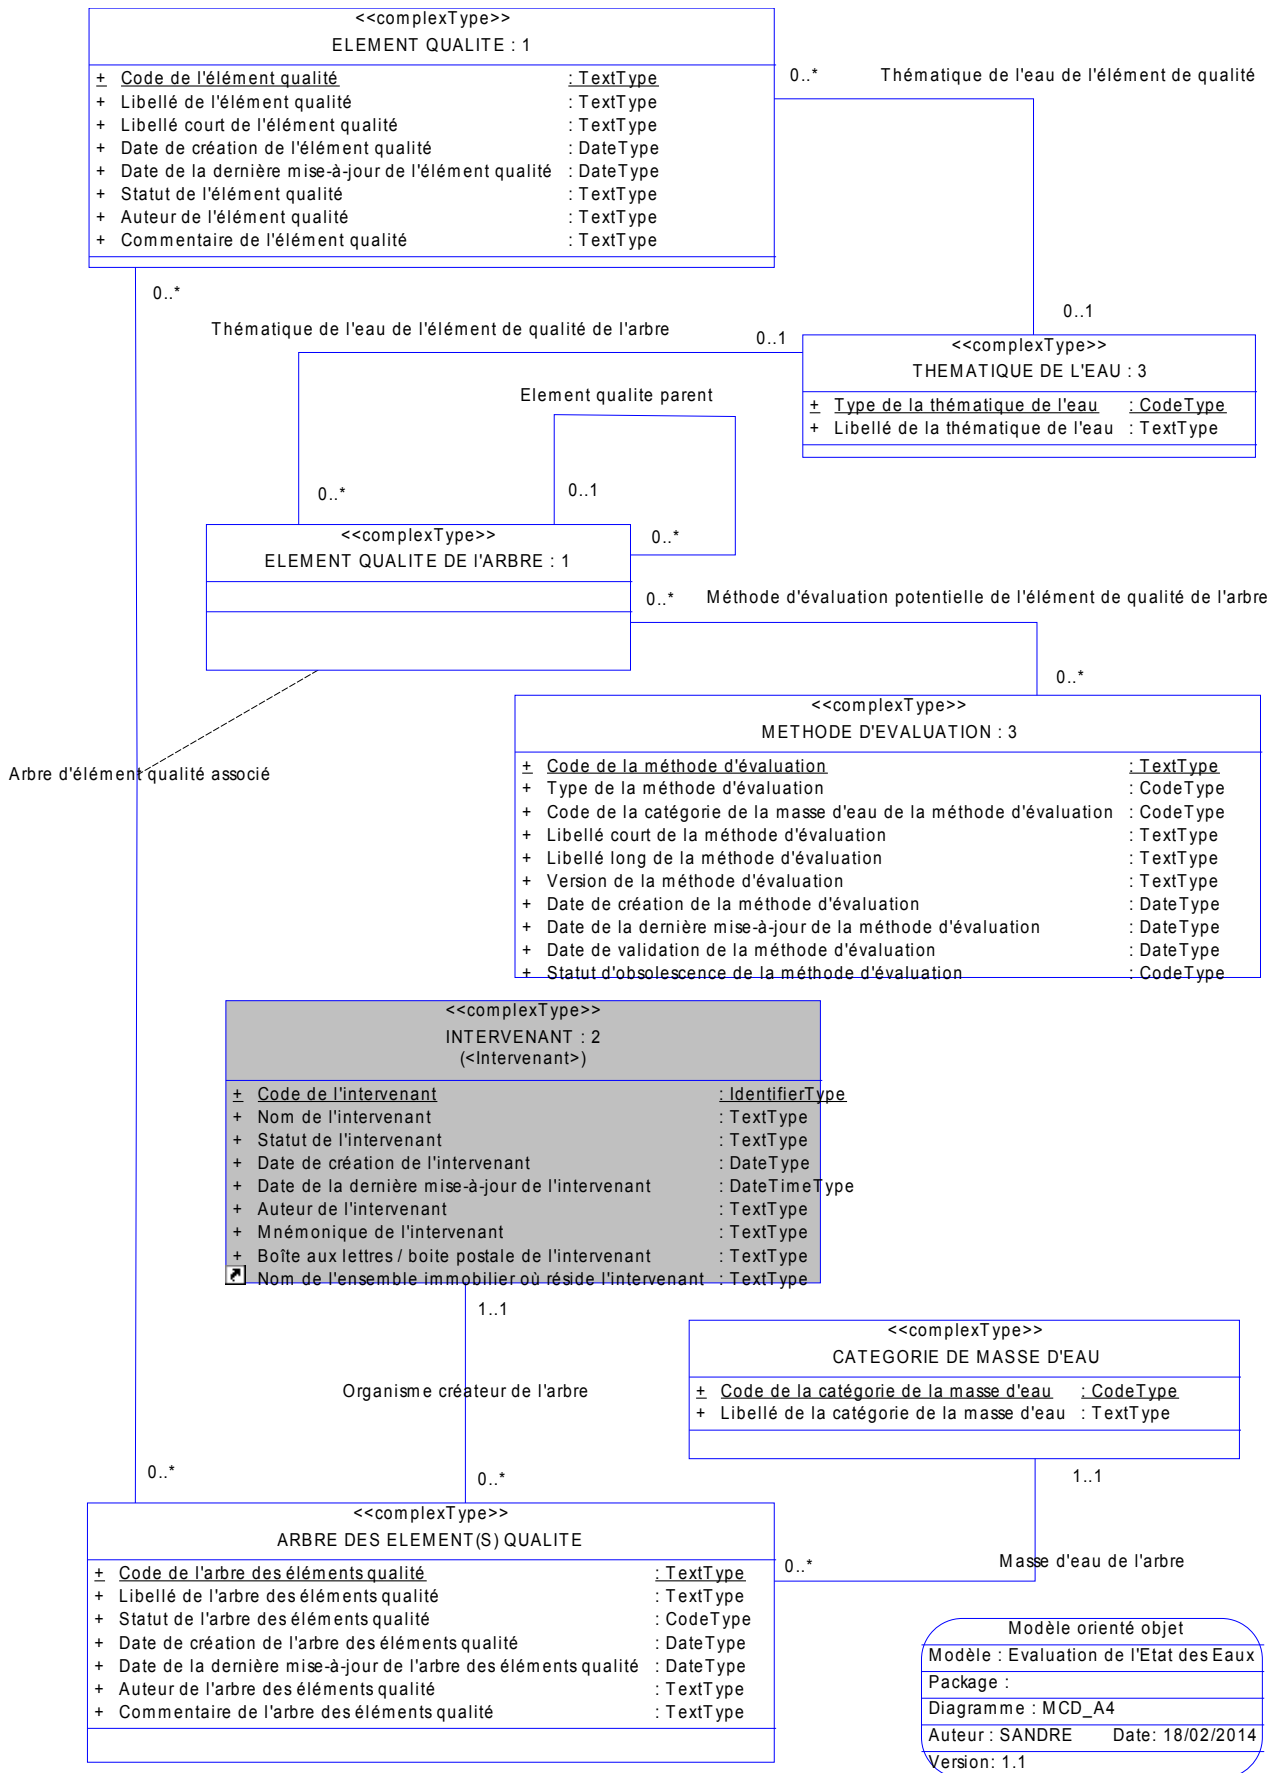 <<complexType>>
ELEMENT QUALITE : 1
+ Code de l'élément qualité : TextType
+ Libellé de l'élément qualité : TextType
+ Libellé court de l'élément qualité : TextType
+ Date de création de l'élément qualité : DateType
+ Date de la dernière mise-à-jour de l'élément qualité : DateType
+ Statut de l'élément qualité : TextType
+ Auteur de l'élément qualité : TextType
+ Commentaire de l'élément qualité : TextType
0..* Thématique de l'eau de l'élément de qualité
0..*
0..1
Thématique de l'eau de l'élément de qualité de l'arbre
0..1
<<complexType>>
THEMATIQUE DE L'EAU : 3
+ Type de la thématique de l'eau : CodeType
+ Libellé de la thématique de l'eau : TextType
Element qualite parent
0..*
0..1
0..*
<<complexType>>
ELEMENT QUALITE DE l'ARBRE : 1
0..* Méthode d'évaluation potentielle de l'élément de qualité de l'arbre
0..*
Arbre d'élément qualité associé
<<complexType>>
METHODE D'EVALUATION : 3
+ Code de la méthode d'évaluation : TextType
+ Type de la méthode d'évaluation : CodeType
+ Code de la catégorie de la masse d'eau de la méthode d'évaluation : CodeType
+ Libellé court de la méthode d'évaluation : TextType
+ Libellé long de la méthode d'évaluation : TextType
+ Version de la méthode d'évaluation : TextType
+ Date de création de la méthode d'évaluation : DateType
+ Date de la dernière mise-à-jour de la méthode d'évaluation : DateType
+ Date de validation de la méthode d'évaluation : DateType
+ Statut d'obsolescence de la méthode d'évaluation : CodeType
<<complexType>>
INTERVENANT : 2
(<Intervenant>)
+ Code de l'intervenant : IdentifierType
+ Nom de l'intervenant : TextType
+ Statut de l'intervenant : TextType
+ Date de création de l'intervenant : DateType
+ Date de la dernière mise-à-jour de l'intervenant : DateTimeType
+ Auteur de l'intervenant : TextType
+ Mnémonique de l'intervenant : TextType
+ Boîte aux lettres / boite postale de l'intervenant : TextType
Nom de l'ensemble immobilier où réside l'intervenant : TextType
1..1
Organisme créateur de l'arbre
<<complexType>>
CATEGORIE DE MASSE D'EAU
+ Code de la catégorie de la masse d'eau : CodeType
+ Libellé de la catégorie de la masse d'eau : TextType
0..*
0..*
1..1
<<complexType>>
ARBRE DES ELEMENT(S) QUALITE
+ Code de l'arbre des éléments qualité : TextType
+ Libellé de l'arbre des éléments qualité : TextType
+ Statut de l'arbre des éléments qualité : CodeType
+ Date de création de l'arbre des éléments qualité : DateType
+ Date de la dernière mise-à-jour de l'arbre des éléments qualité : DateType
+ Auteur de l'arbre des éléments qualité : TextType
+ Commentaire de l'arbre des éléments qualité : TextType
0..* Masse d'eau de l'arbre
Modèle orienté objet
Modèle : Evaluation de l'Etat des Eaux
Package :
Diagramme : MCD_A4
Auteur : SANDRE Date: 18/02/2014
Version: 1.1